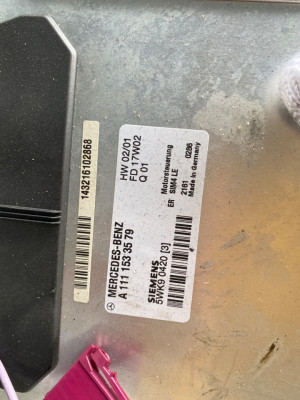 143216102868
MERCEDES-BENZ
A 111 153 35 79
HW 02/01
FD 17W02
Q 01
SIEMENS
5WK9 0420 [3]
Motorsteuerung
ER SIM4 LE
2161 0286
Made in Germany